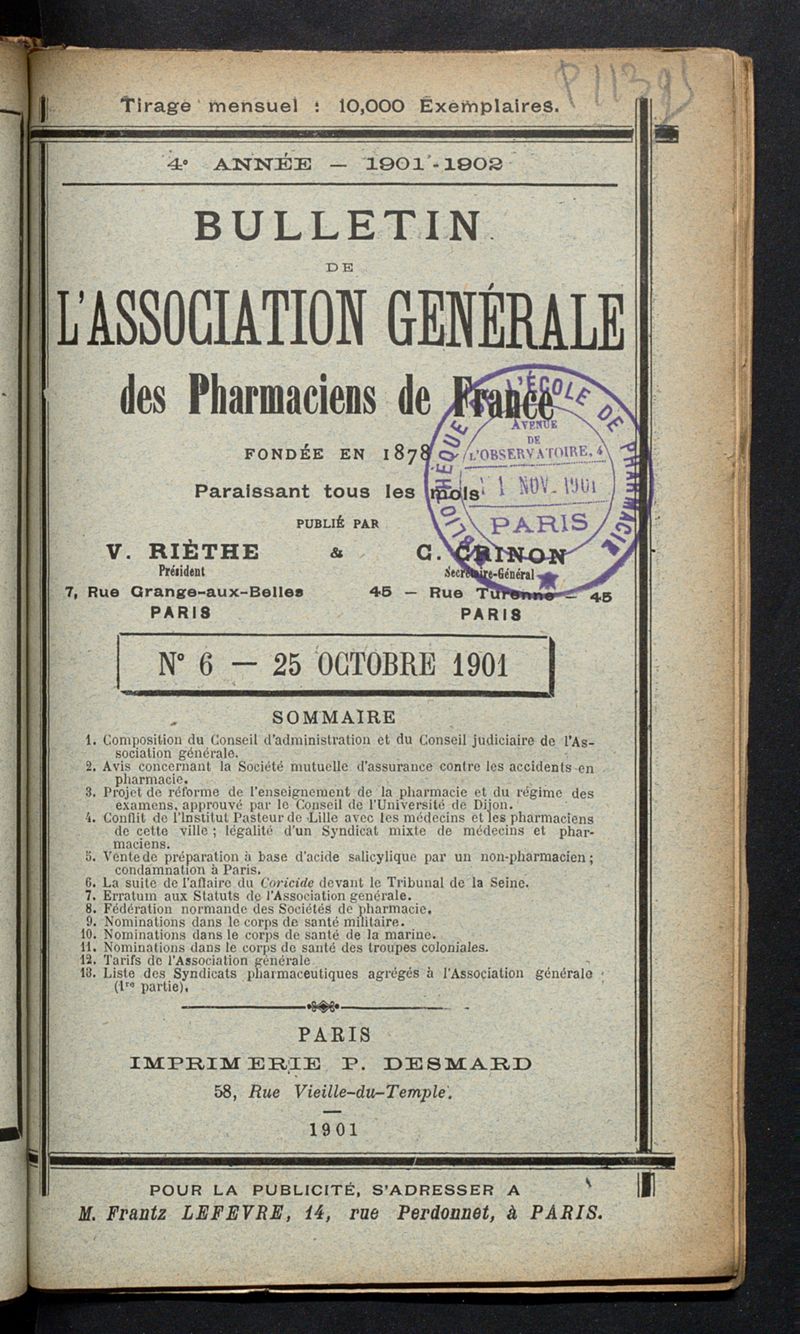 P 11391
Tirage mensuel : 10,000 Exemplaires.
4e ANNÉE — 1901-1902
BULLETIN
DE
L'ASSOCIATION GENÉRALE
des Pharmaciens de France
FONDÉE EN 1878
Paraissant tous les mois
PUBLIÉ PAR
V. RIÈTHE & C. CRINON
Président Secrétaire-Général
7, Rue Grange-aux-Belles 45 — Rue Turenne — 45
PARIS PARIS
L'ÉCOLE DE PHARMACIE
AVENUE
DE
L'OBSERVATOIRE, 4
1 NOV. 1901
PARIS
N° 6 — 25 OCTOBRE 1901
SOMMAIRE
1. Composition du Conseil d'administration et du Conseil judiciaire de l'As-
sociation générale.
2. Avis concernant la Société mutuelle d'assurance contre les accidents en
pharmacie.
3. Projet de réforme de l'enseignement de la pharmacie et du régime des
examens, approuvé par le Conseil de l'Université de Dijon.
4. Conflit de l'Institut Pasteur de Lille avec les médecins et les pharmaciens
de cette ville ; légalité d'un Syndicat mixte de médecins et phar-
maciens.
5. Vente de préparation à base d'acide salicylique par un non-pharmacien ;
condamnation à Paris.
6. La suite de l'affaire du Coricide devant le Tribunal de la Seine.
7. Erratum aux Statuts de l'Association générale.
8. Fédération normande des Sociétés de pharmacie.
9. Nominations dans le corps de santé militaire.
10. Nominations dans le corps de santé de la marine.
11. Nominations dans le corps de santé des troupes coloniales.
12. Tarifs de l'Association générale
13. Liste des Syndicats pharmaceutiques agrégés à l'Association générale
(1re partie).
PARIS
IMPRIMERIE P. DESMARD
58, Rue Vieille-du-Temple.
1901
POUR LA PUBLICITÉ, S'ADRESSER A
M. Frantz LEFEVRE, 14, rue Perdonnet, à PARIS.